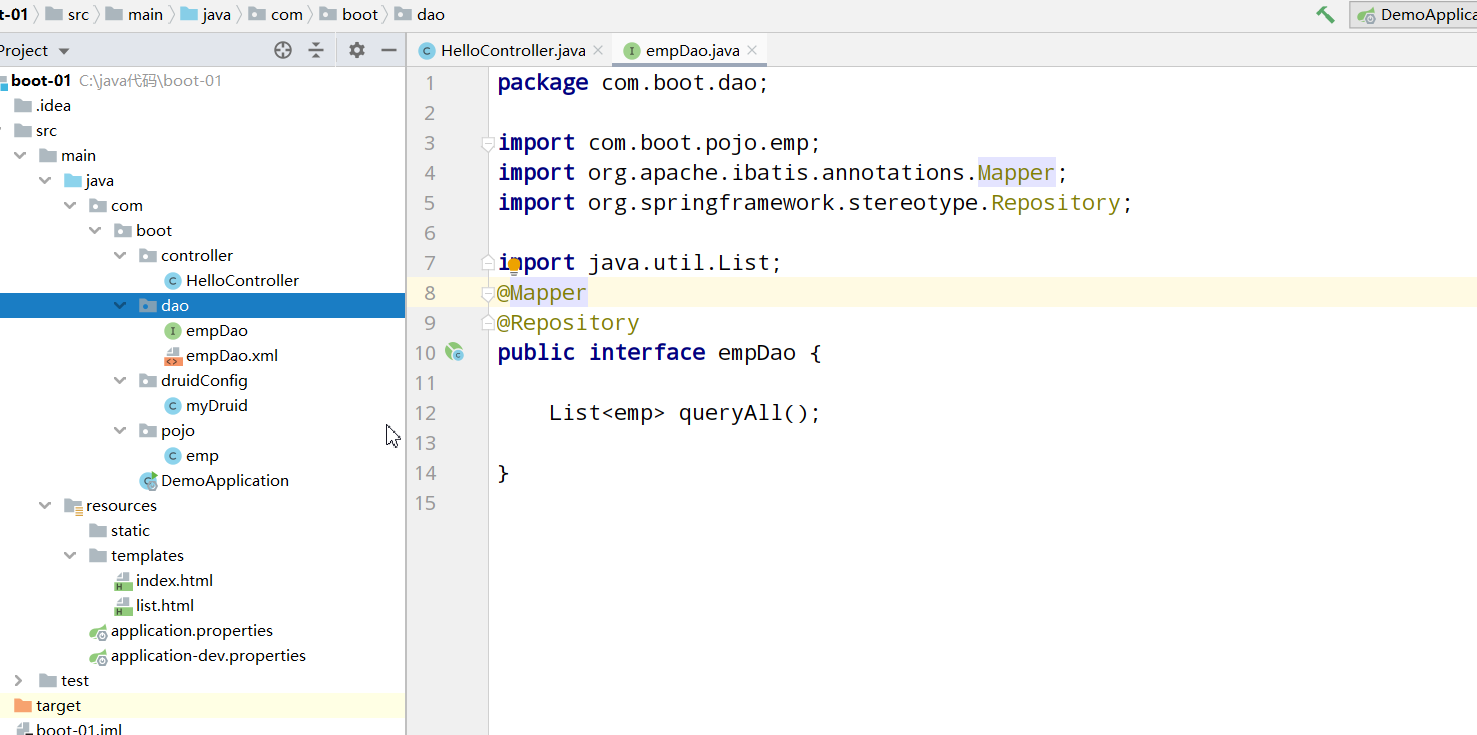 t-01 src main java com boot dao DemoApplica
Project
HelloController.java empDao.java
boot-01 C:\java代码\boot-01
.idea
src
main
java
com
boot
controller
HelloController
dao
empDao
empDao.xml
druidConfig
myDruid
pojo
emp
DemoApplication
resources
static
templates
index.html
list.html
application.properties
application-dev.properties
test
target
boot-01.iml
1 package com.boot.dao;
2
3 import com.boot.pojo.emp;
4 import org.apache.ibatis.annotations.Mapper;
5 import org.springframework.stereotype.Repository;
6
7 import java.util.List;
8 @Mapper
9 @Repository
10 public interface empDao {
11
12 List<emp> queryAll();
13
14 }
15